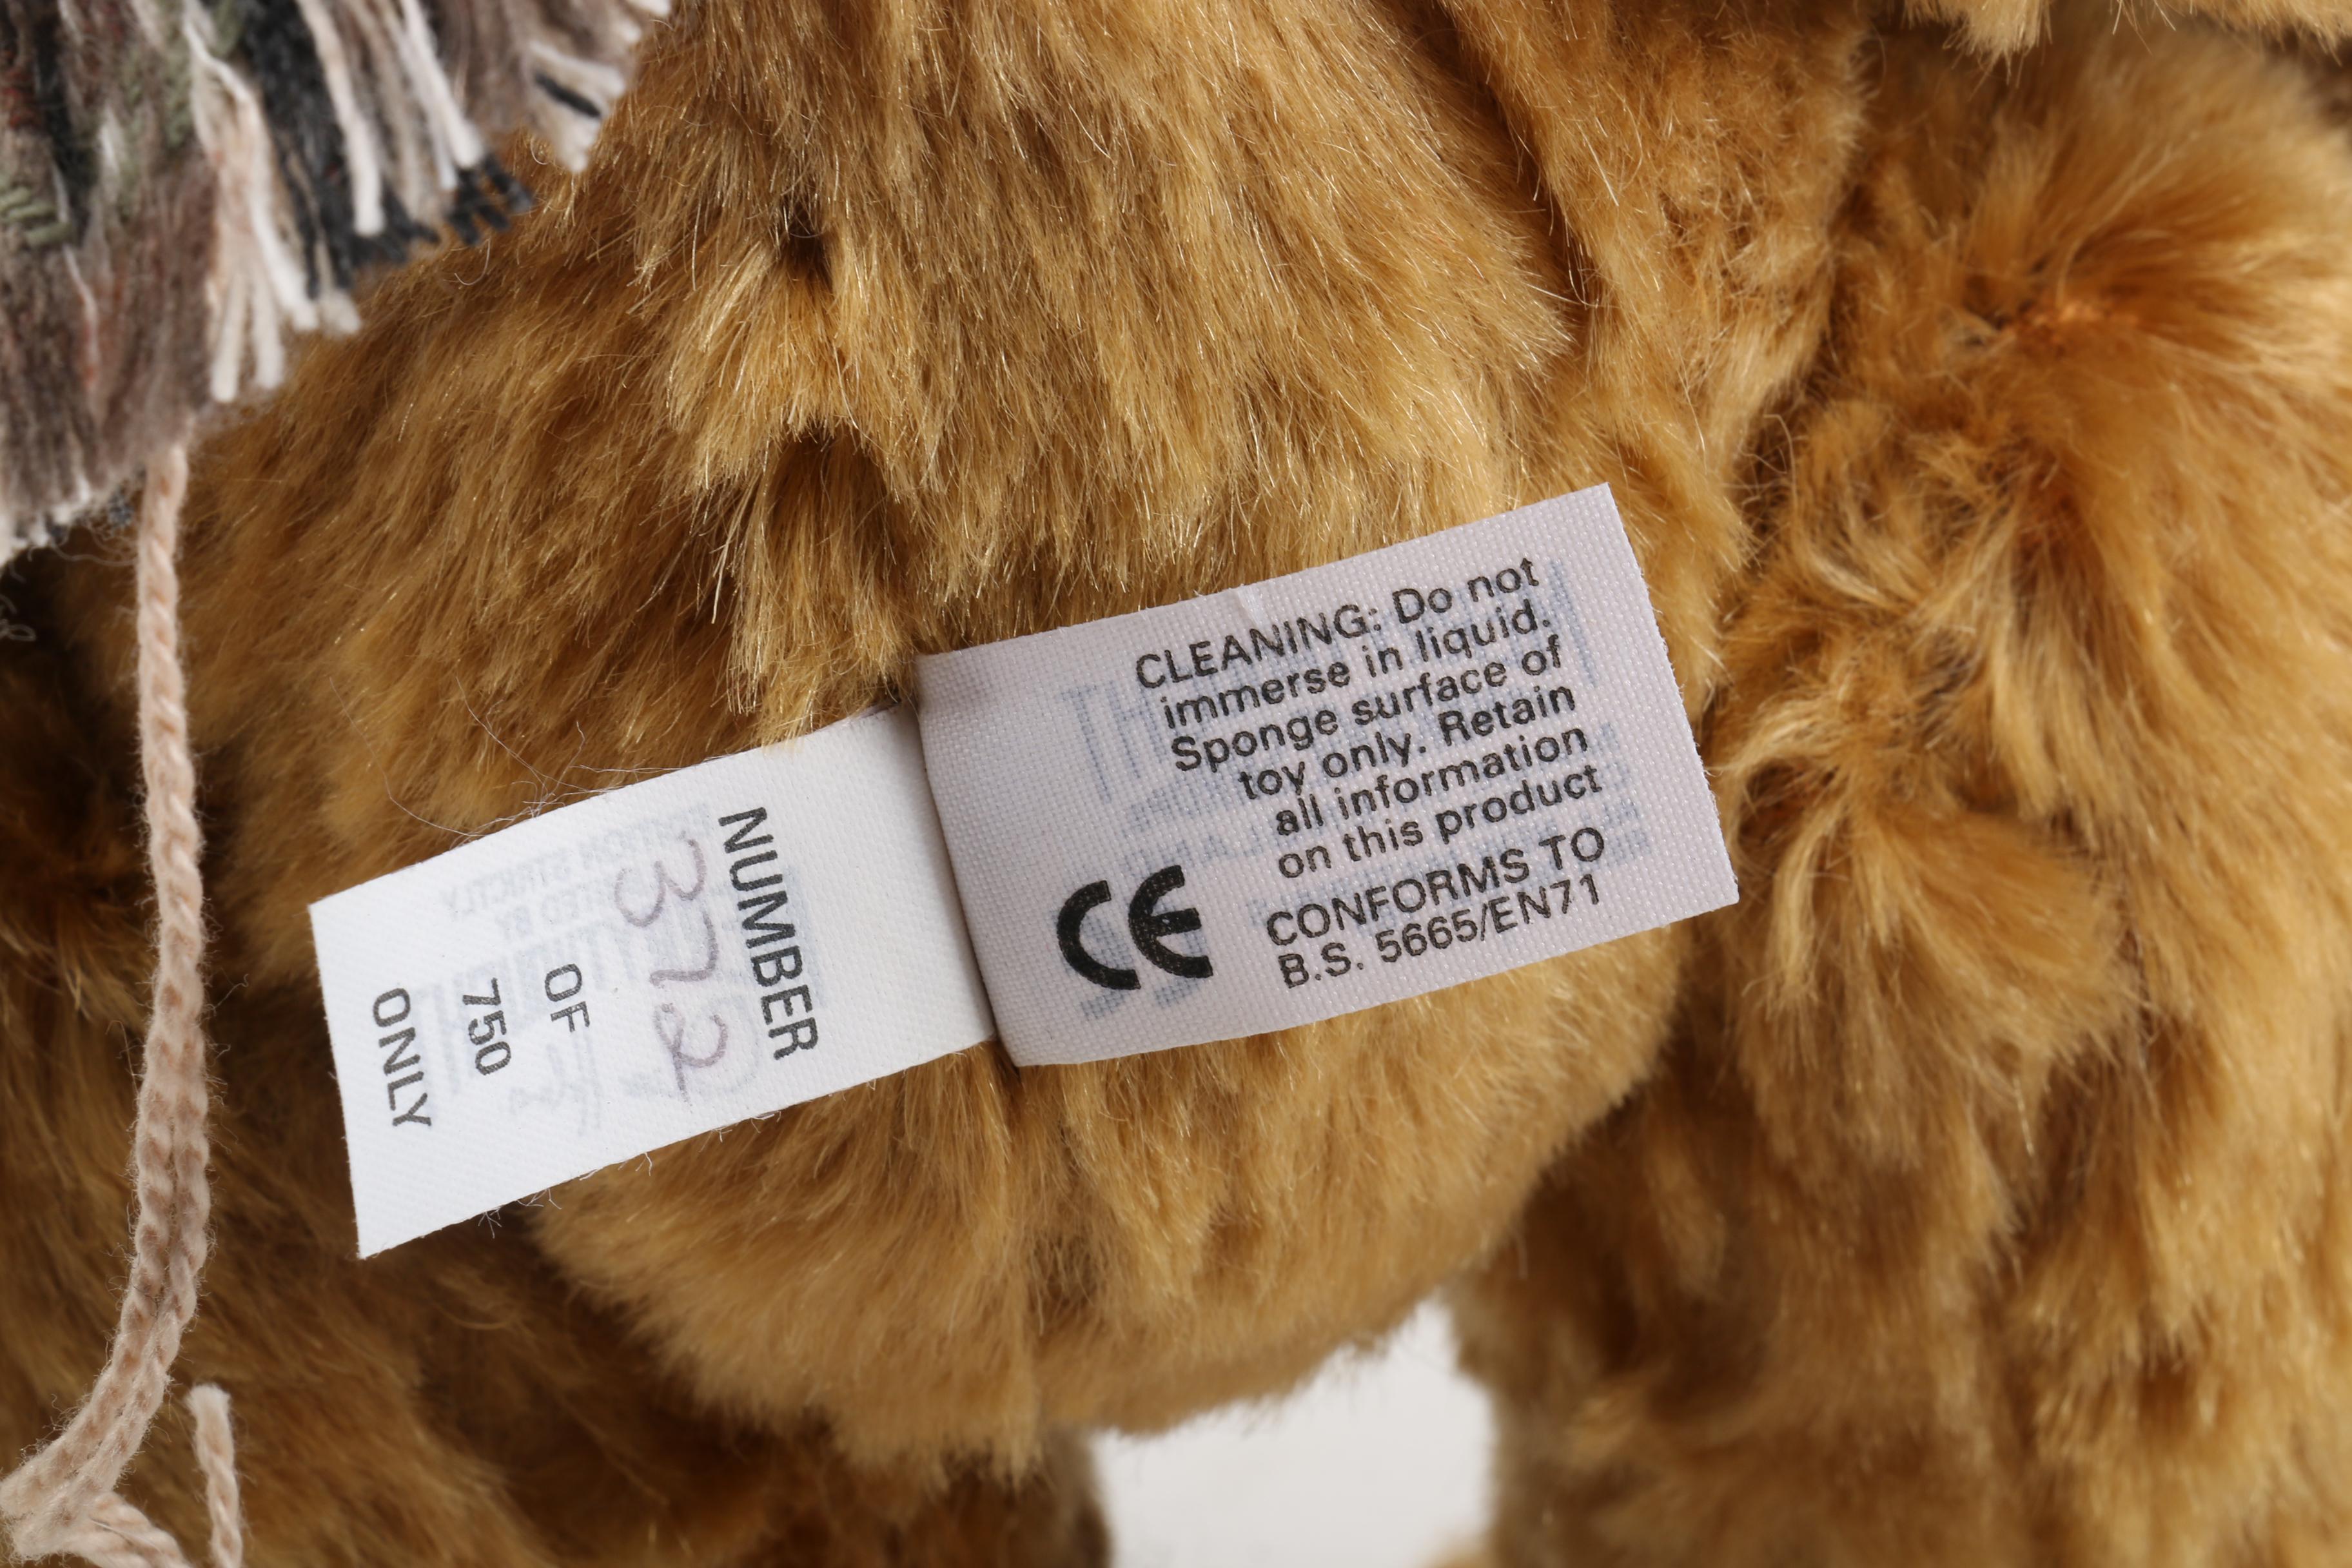 NUMBER
372
OF
750
ONLY
CLEANING: Do not
immerse in liquid.
Sponge surface of
toy only. Retain
all information
on this product
CE
CONFORMS TO
B.S. 5665/EN71